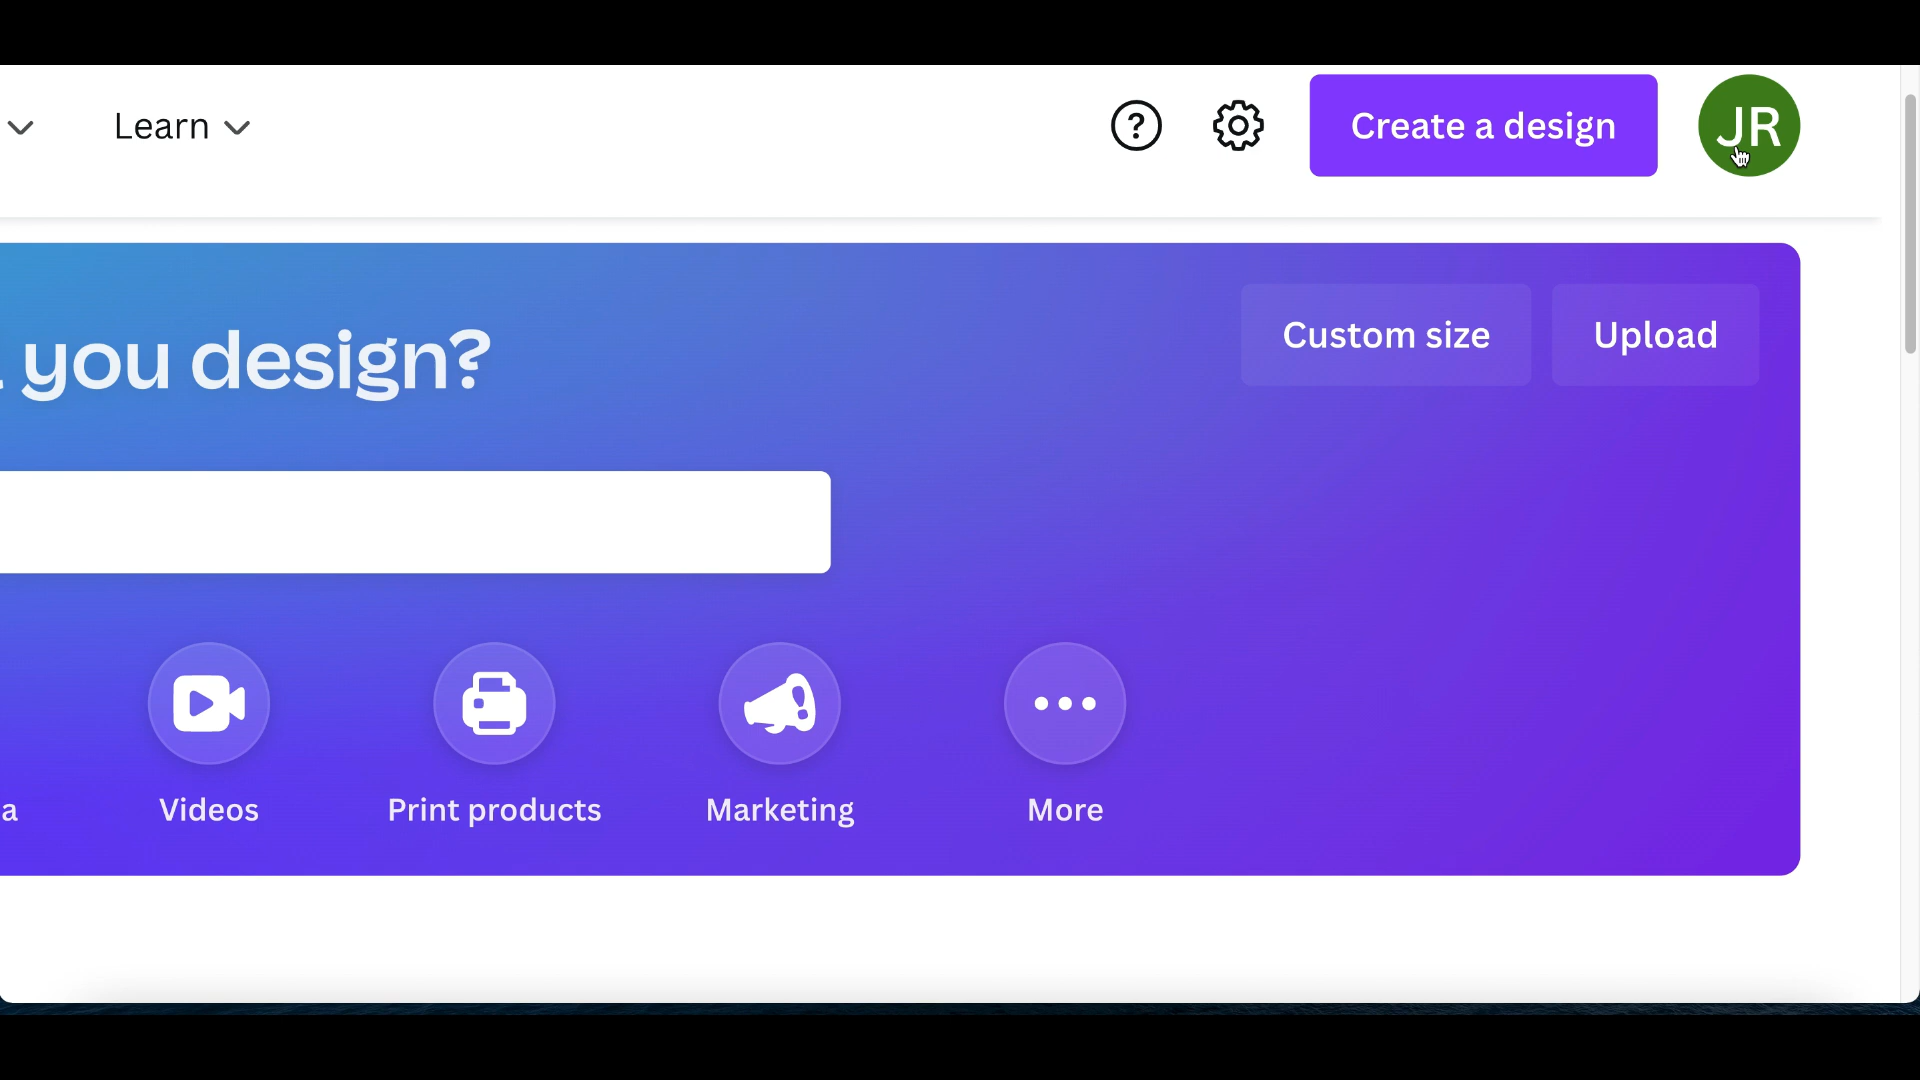 Learn
?
Create a design
JR
you design?
Custom size
Upload
a
Videos
Print products
Marketing
More